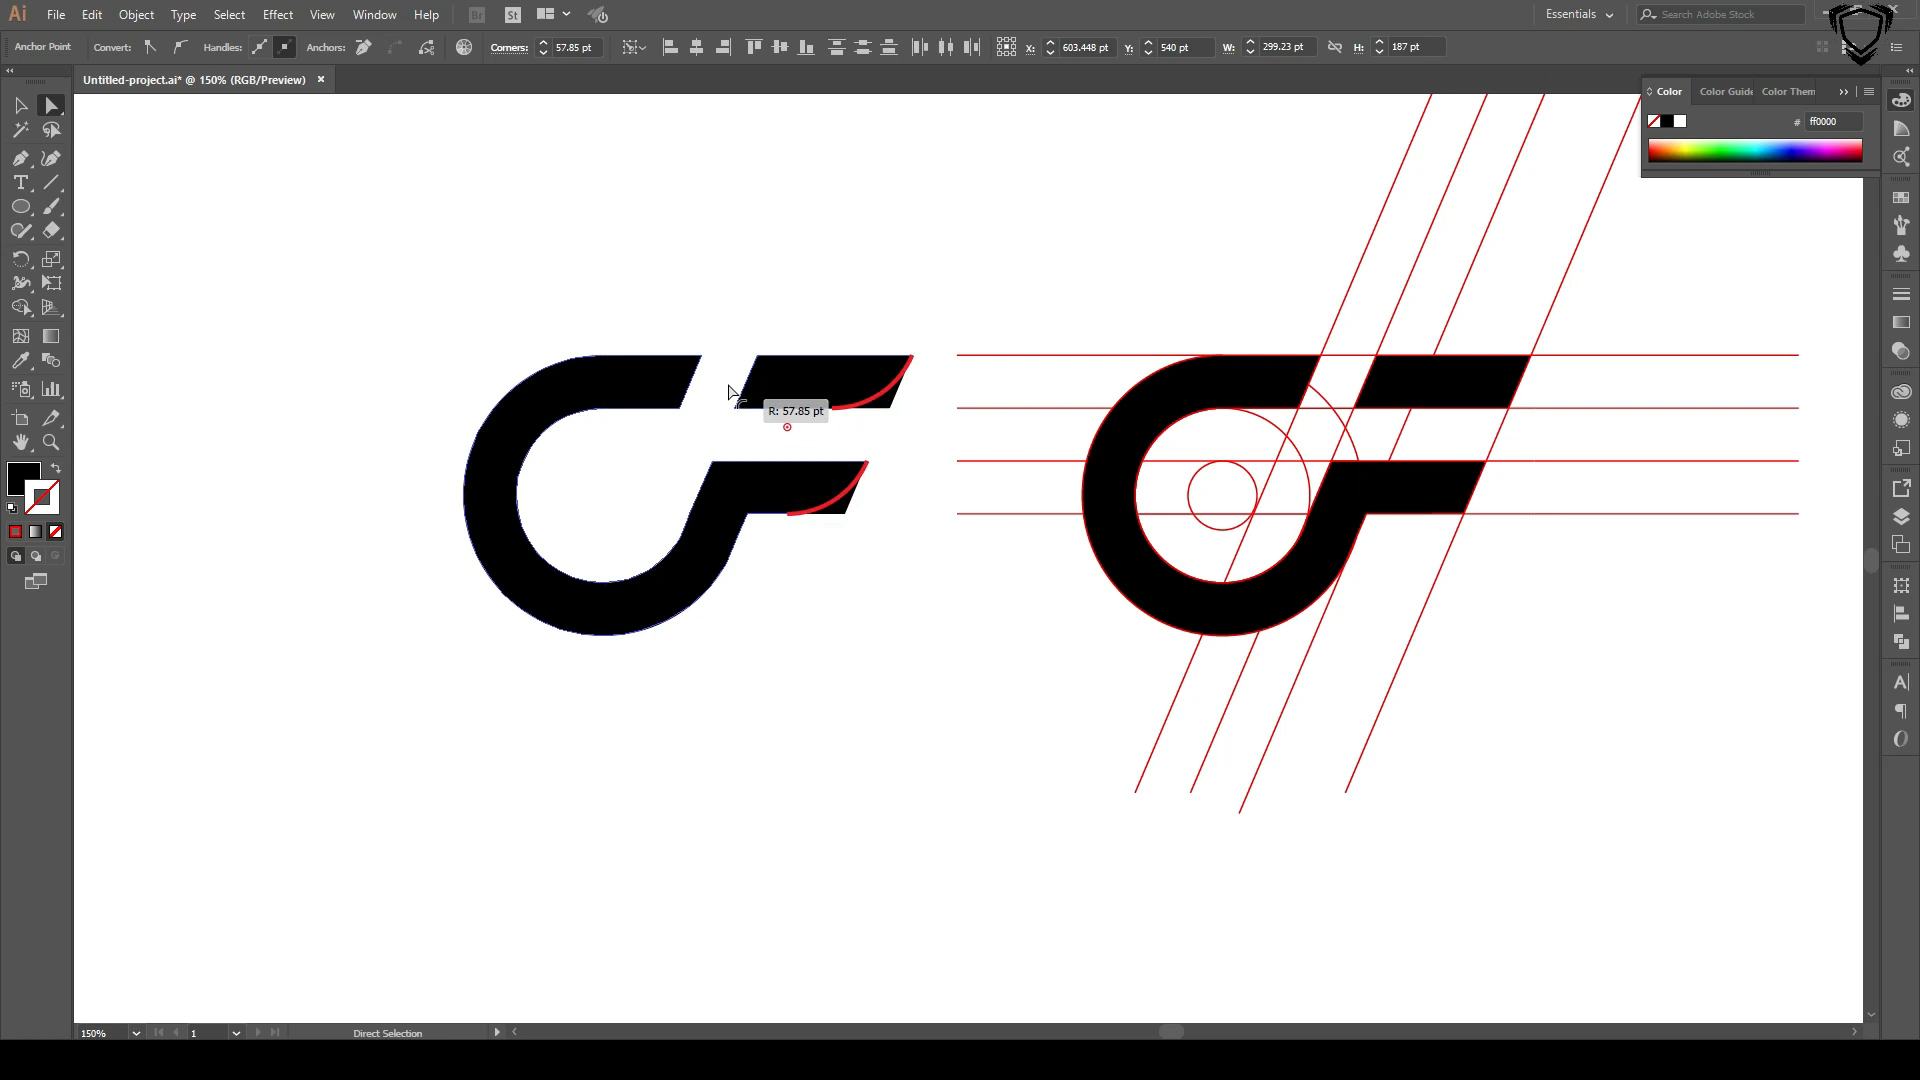 Ai File Edit Object Type Select Effect View Window Help Br St Essentials Search Adobe Stock
Anchor Point Convert: Handles: Anchors: Corners: 57.85 pt X: 603.448 pt Y: 540 pt W: 299.23 pt H: 187 pt
Untitled-project.ai* @ 150% (RGB/Preview) ×
Color Color Guide Color Them
# ff0000
R: 57.85 pt
150% 1 Direct Selection